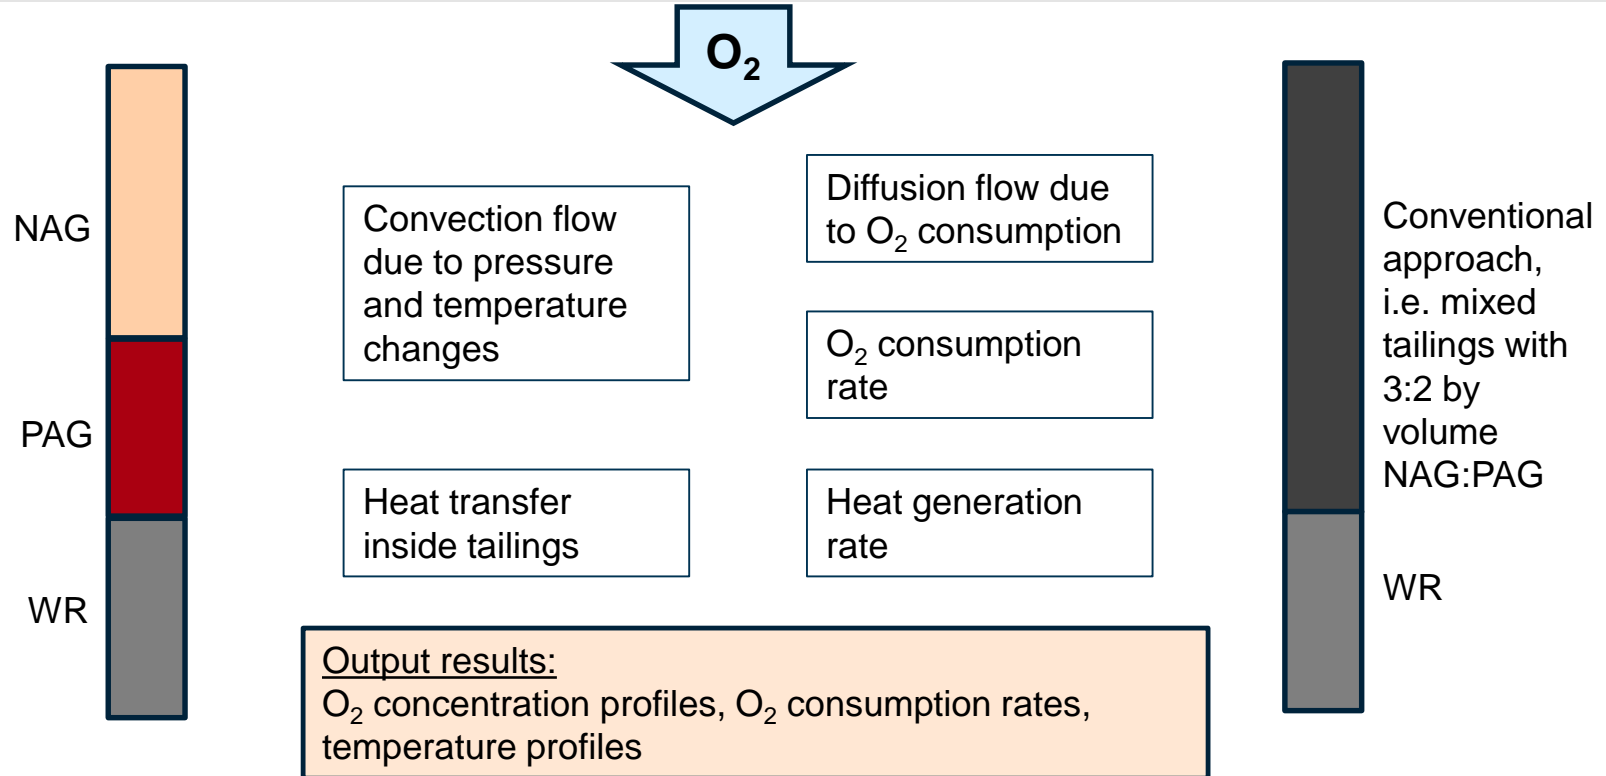 O₂
NAG
PAG
WR
Convection flow
due to pressure
and temperature
changes
Heat transfer
inside tailings
Diffusion flow due
to O₂ consumption
O₂ consumption
rate
Heat generation
rate
Conventional
approach,
i.e. mixed
tailings with
3:2 by
volume
NAG:PAG
WR
Output results:
O₂ concentration profiles, O₂ consumption rates,
temperature profiles